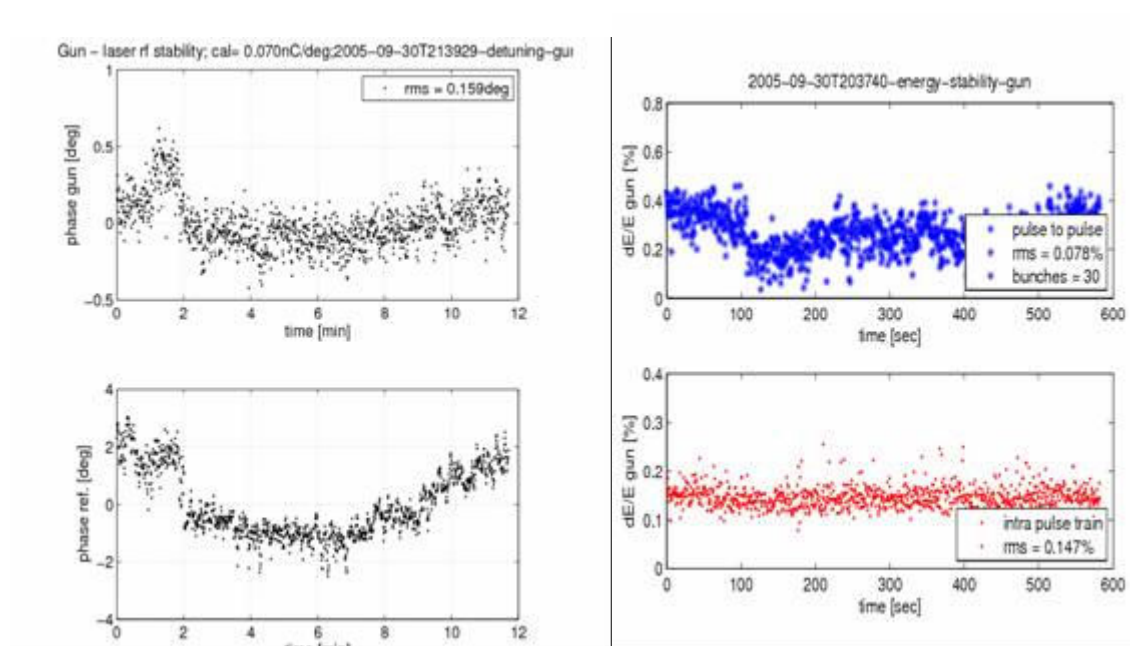 Gun - laser rf stability; cal= 0.070nC/deg;2005-09-30T213929-detuning-gu
1
0.5
0
-0.5
phase gun [deg]
rms = 0.159deg
0 2 4 6 8 10 12
time [min]
4
2
0
-2
-4
phase ref. [deg]
0 2 4 6 8 10 12
time [min]
2005-09-30T203740-energy-stability-gun
0.8
0.6
0.4
0.2
0
dE/E gun [%]
pulse to pulse
rms = 0.078%
bunches = 30
0 100 200 300 400 500 600
time [sec]
0.4
0.3
0.2
0.1
0
dE/E gun [%]
intra pulse train
rms = 0.147%
0 100 200 300 400 500 600
time [sec]